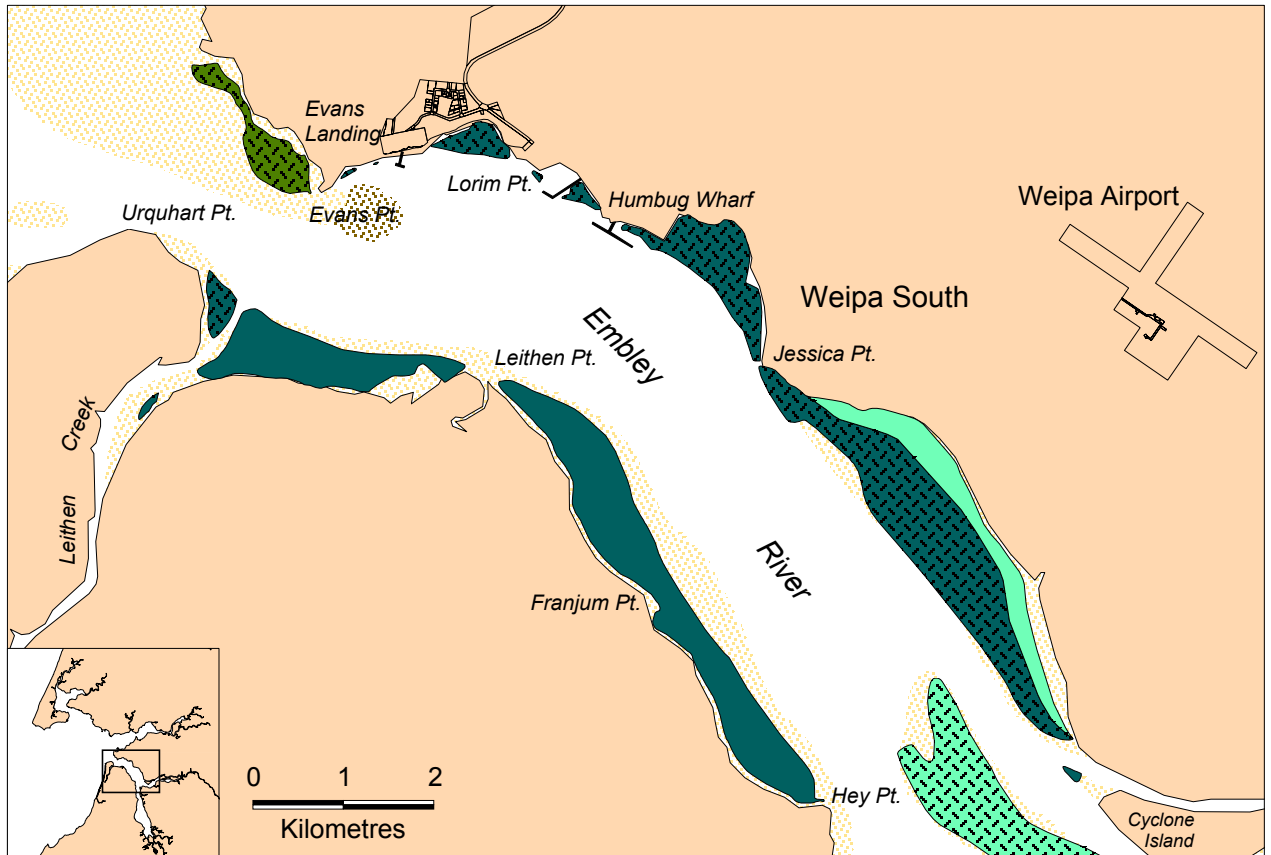 Evans
Landing
Lorim Pt.
Humbug Wharf
Weipa Airport
Urquhart Pt.
Evans Pt.
Weipa South
Embley
River
Leithen Pt.
Jessica Pt.
Leithen
Creek
Franjum Pt.
0 1 2
Kilometres
Hey Pt.
Cyclone
Island